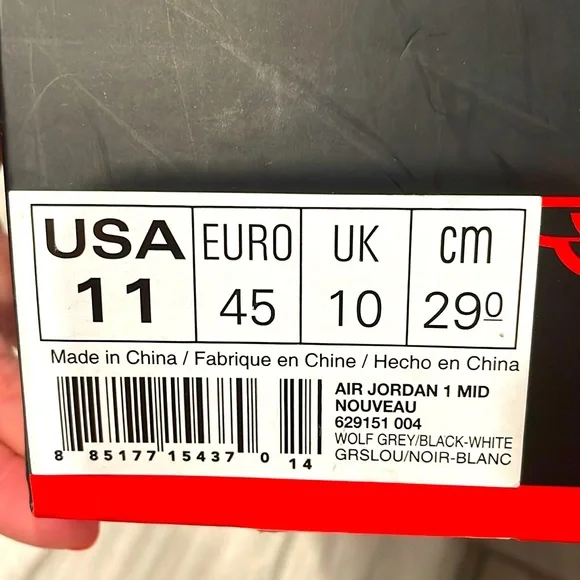 USA EURO UK cm
11 45 10 29 0
Made in China / Fabrique en Chine / Hecho en China
AIR JORDAN 1 MID
NOUVEAU
629151 004
WOLF GREY/BLACK-WHITE
GRSLOU/NOIR-BLANC
8 85177 15437 0 14